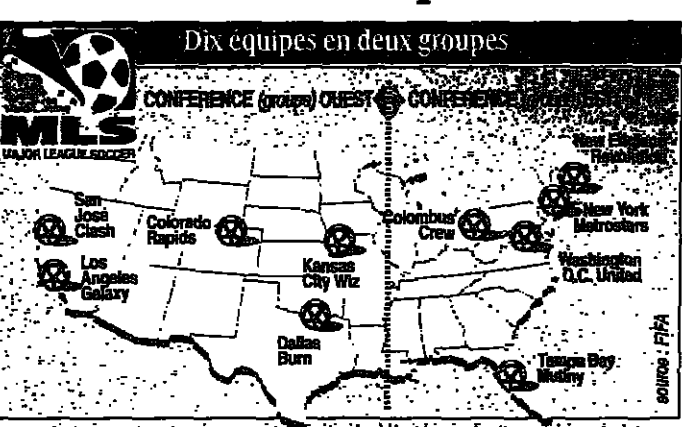 Dix équipes en deux groupes
MLS
MAJOR LEAGUE SOCCER
CONFERENCE (groupe) OUEST
CONFERENCE
New England
Revolution
San
José
Clash
Colorado
Rapids
Colombus
Crew
New York
Metrostars
Los
Angeles
Galaxy
Kansas
City Wiz
Washington
D.C. United
Dallas
Burn
Tampa Bay
Mutiny
source : FIFA